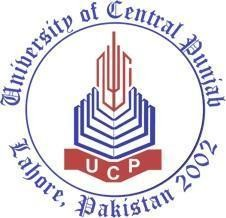 University of Central Punjab
UCP
Lahore, Pakistan 2002